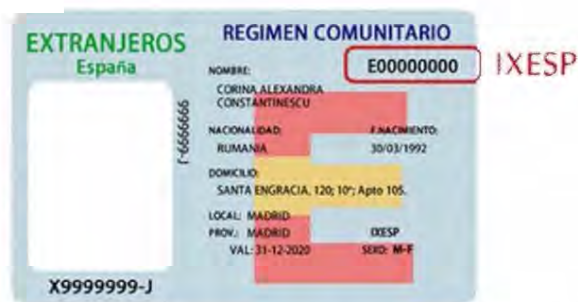 EXTRANJEROS
España
REGIMEN COMUNITARIO
NOMBRE:
E00000000
IXESP
CORINA ALEXANDRA
CONSTANTINESCU
NACIONALIDAD:
F.NACIMIENTO:
RUMANIA
30/03/1992
DOMICILIO:
SANTA ENGRACIA, 120; 10º; Apto 105.
LOCAL: MADRID
PROV.: MADRID
IXESP
VAL: 31-12-2020
SEXO: M-F
X9999999-J